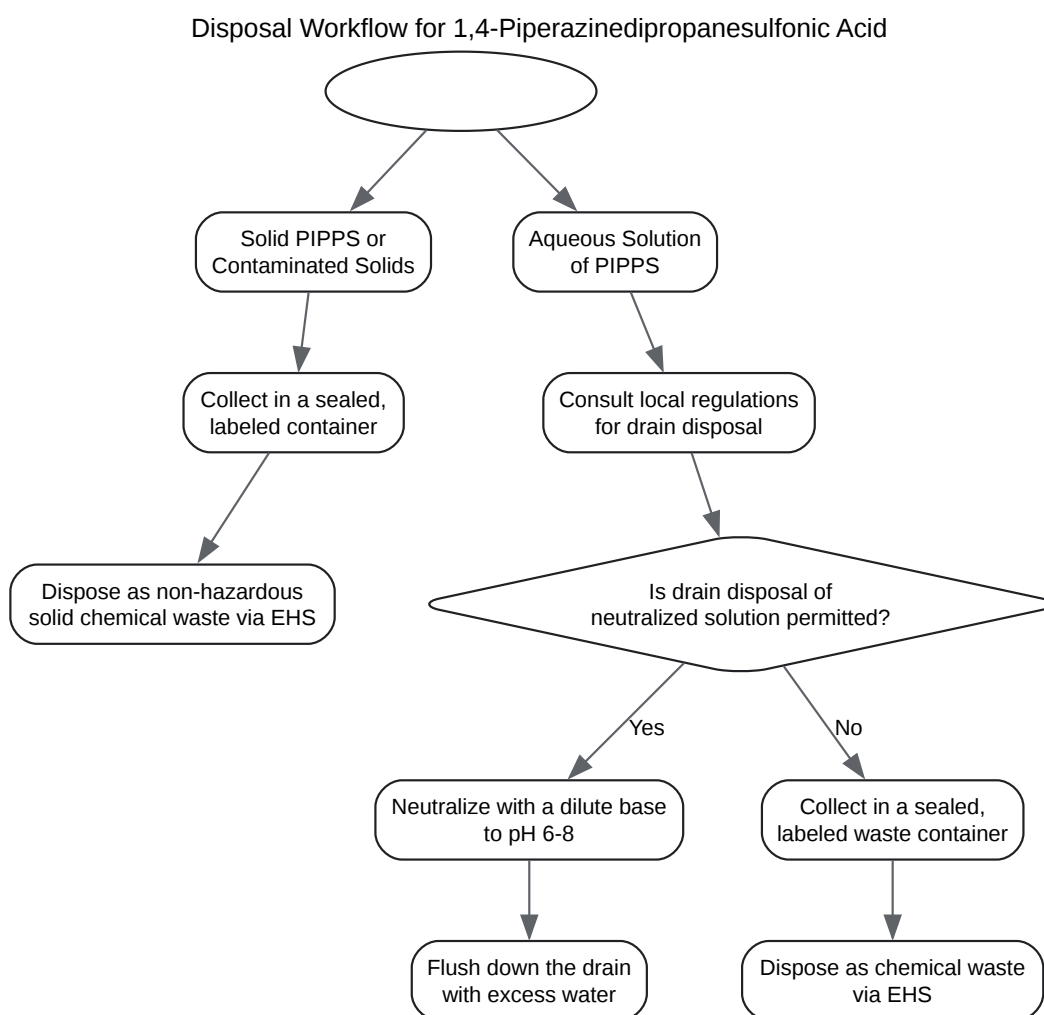 Disposal Workflow for 1,4-Piperazinedipropanesulfonic Acid
Solid PIPPS or
Contaminated Solids
Aqueous Solution
of PIPPS
Collect in a sealed,
labeled container
Consult local regulations
for drain disposal
Dispose as non-hazardous
solid chemical waste via EHS
Is drain disposal of
neutralized solution permitted?
Yes
No
Neutralize with a dilute base
to pH 6-8
Collect in a sealed,
labeled waste container
Flush down the drain
with excess water
Dispose as chemical waste
via EHS